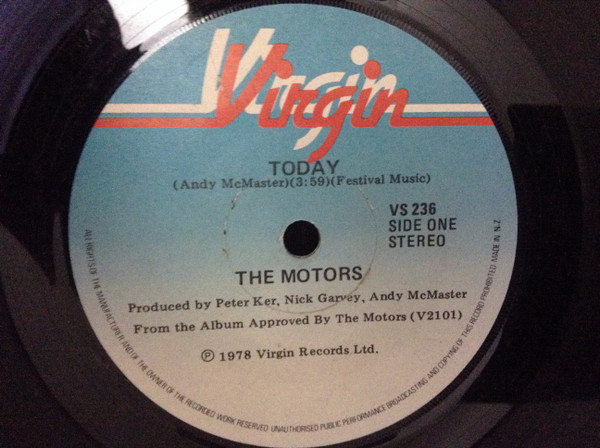 Virgin
TODAY
(Andy McMaster)(3:59)(Festival Music)
VS 236
SIDE ONE
STEREO
THE MOTORS
Produced by Peter Ker, Nick Garvey, Andy McMaster
From the Album Approved By The Motors (V2101)
Ⓟ 1978 Virgin Records Ltd.
ALL RIGHTS OF THE MANUFACTURER AND OF THE OWNER OF THE RECORDED WORK RESERVED UNAUTHORISED PUBLIC PERFORMANCE BROADCASTING AND COPYING OF THIS RECORD PROHIBITED MADE IN N.Z.